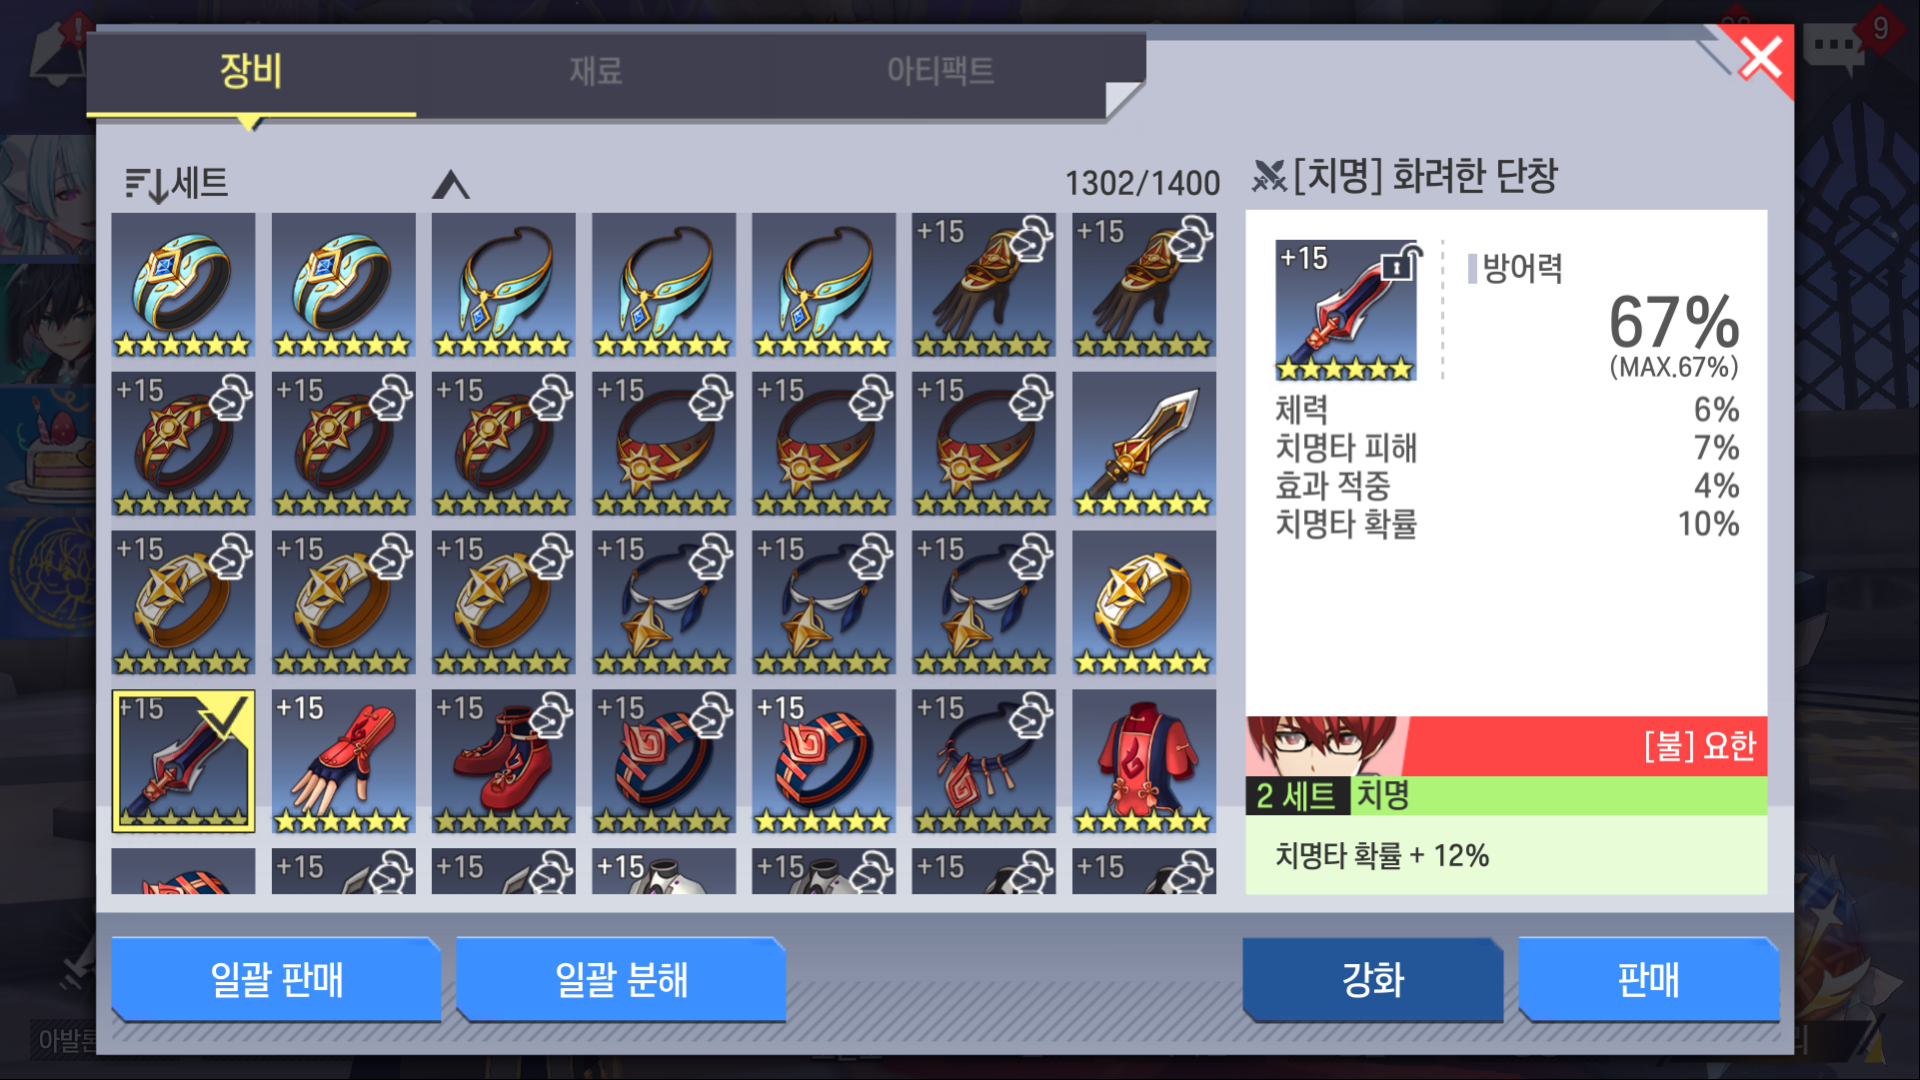 장비
재료
아티팩트
9
세트
1302/1400
[치명] 화려한 단창
+15 +15
+15 +15 +15 +15 +15 +15
+15 +15 +15 +15 +15 +15
+15 +15 +15 +15 +15 +15
+15 +15 +15 +15 +15 +15
+15
방어력
67%
(MAX.67%)
체력 6%
치명타 피해 7%
효과 적중 4%
치명타 확률 10%
[불] 요한
2 세트 치명
치명타 확률 + 12%
일괄 판매
일괄 분해
강화
판매